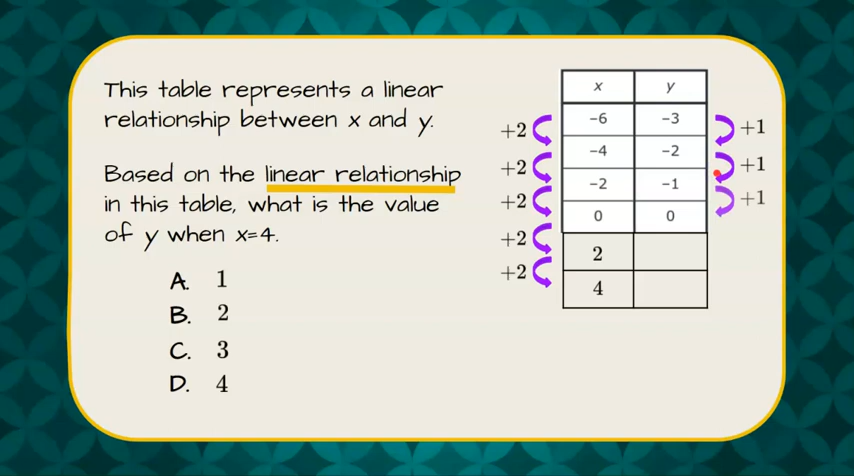 This table represents a linear
relationship between x and y.
Based on the linear relationship
in this table, what is the value
of y when x=4.
A. 1
B. 2
C. 3
D. 4
x y
-6 -3
-4 -2
-2 -1
0 0
2
4
+2
+2
+2
+2
+2
+1
+1
+1